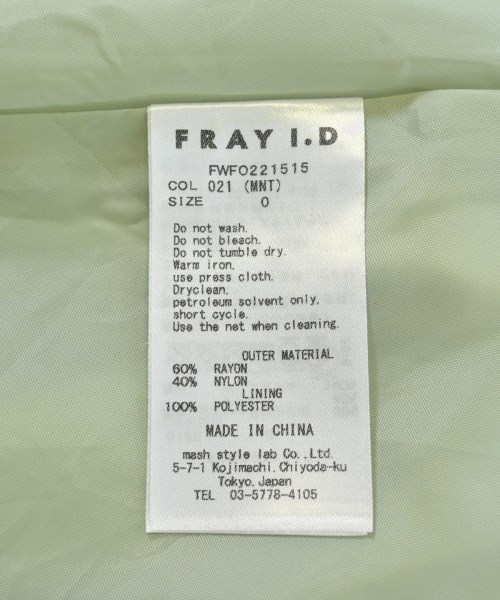 FRAY I.D
FWFO221515
COL 021 (MNT)
SIZE 0
Do not wash.
Do not bleach.
Do not tumble dry.
Warm iron.
use press cloth.
Dryclean.
petroleum solvent only.
short cycle.
Use the net when cleaning.
OUTER MATERIAL
60% RAYON
40% NYLON
LINING
100% POLYESTER
MADE IN CHINA
mash style lab Co.,Ltd.
5-7-1 Kojimachi.Chiyoda-ku
Tokyo.Japan
TEL 03-5778-4105